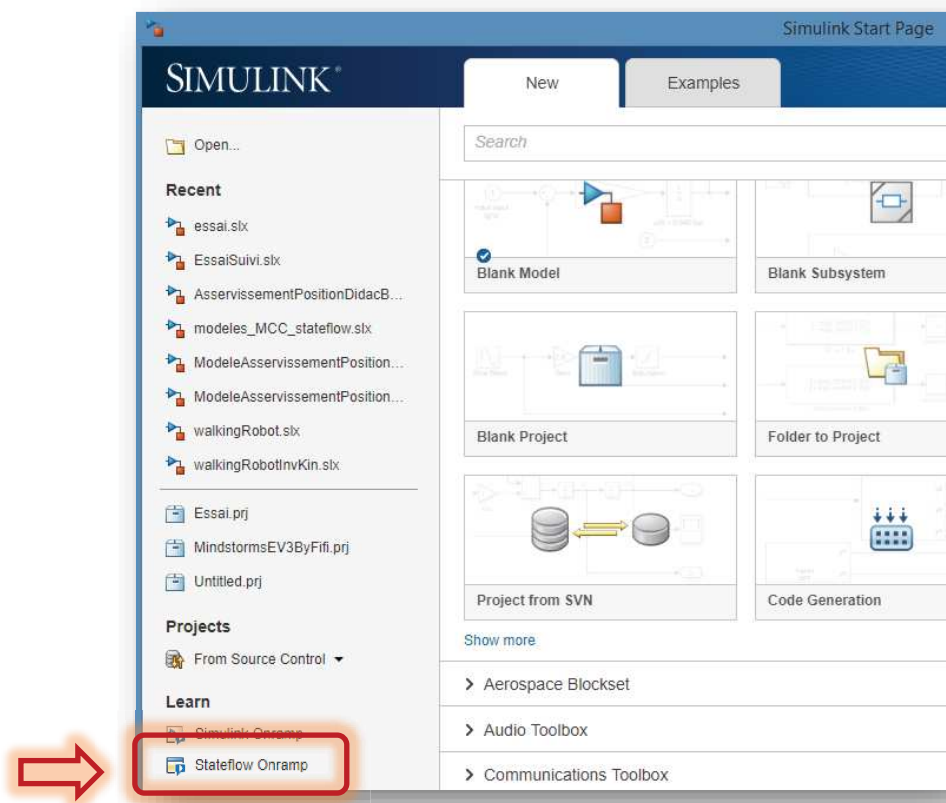 Simulink Start Page
SIMULINK®
New
Examples
Open...
Recent
essai.slx
EssaiSuivi.slx
AsservissementPositionDidacB...
modeles_MCC_stateflow.slx
ModeleAsservissementPosition...
ModeleAsservissementPosition...
walkingRobot.slx
walkingRobotInvKin.slx
Essai.prj
MindstormsEV3ByFifi.prj
Untitled.prj
Projects
From Source Control
Learn
Simulink Onramp
Stateflow Onramp
Search
Blank Model
Blank Subsystem
Blank Project
Folder to Project
Project from SVN
Code Generation
Show more
Aerospace Blockset
Audio Toolbox
Communications Toolbox